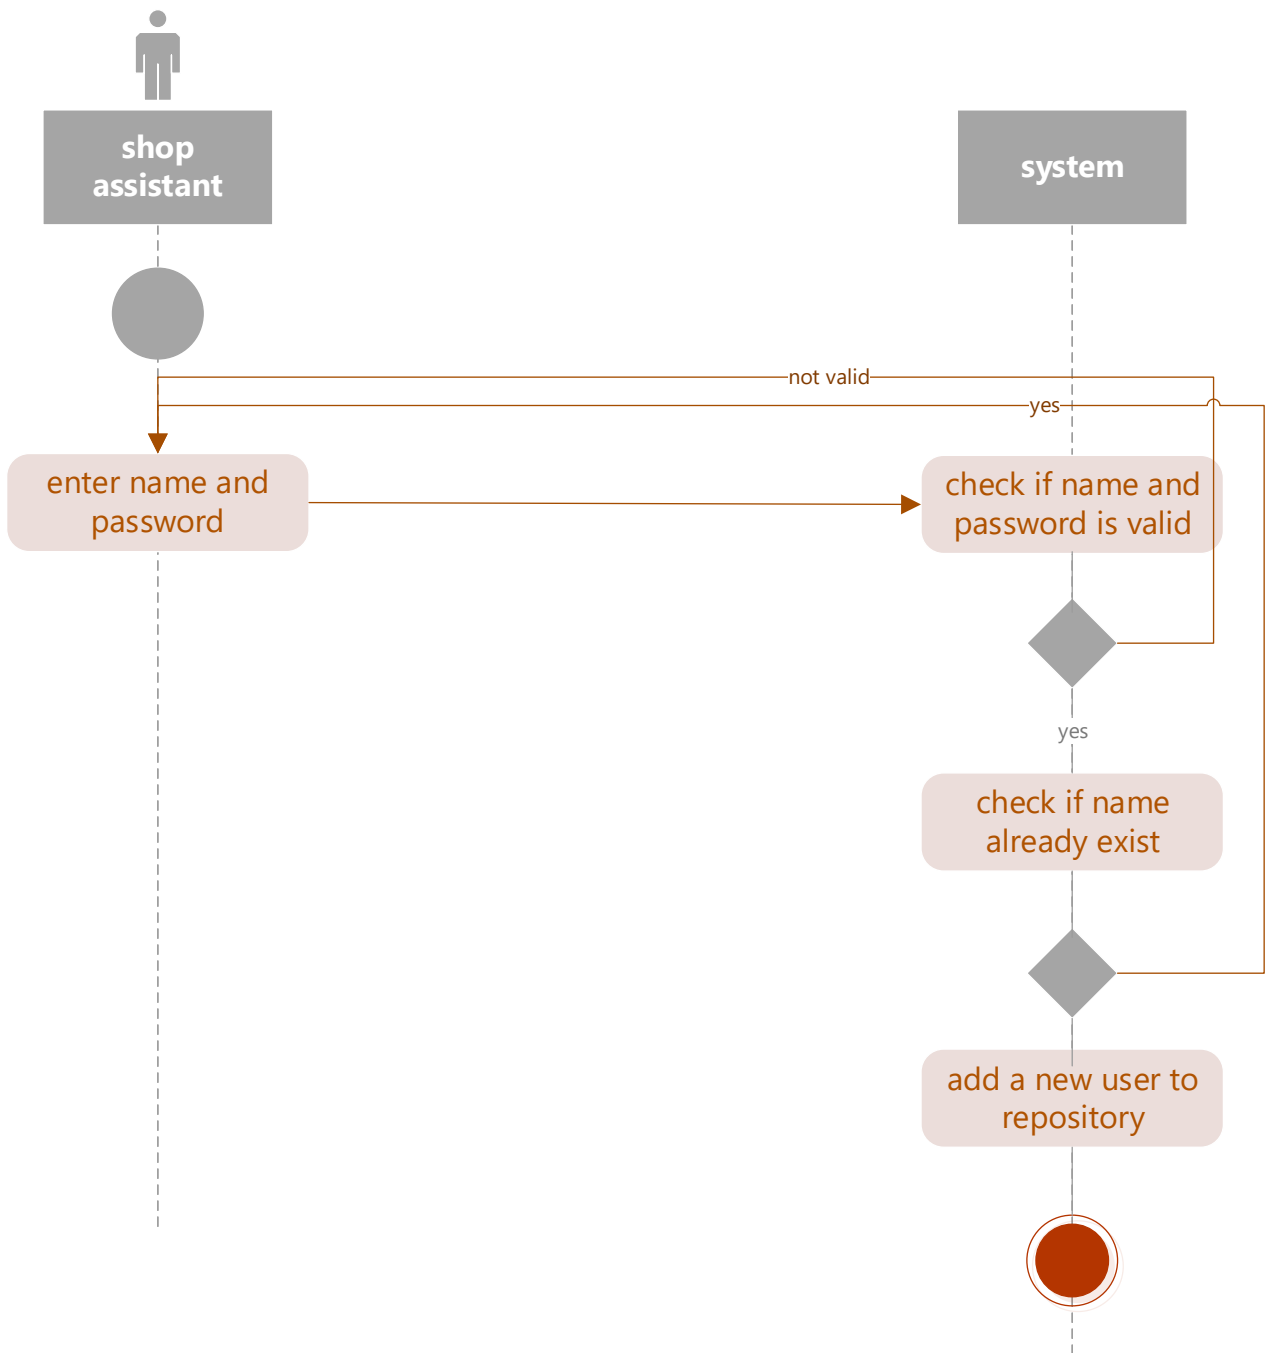 shop
assistant
system
not valid
yes
enter name and
password
check if name and
password is valid
yes
check if name
already exist
add a new user to
repository